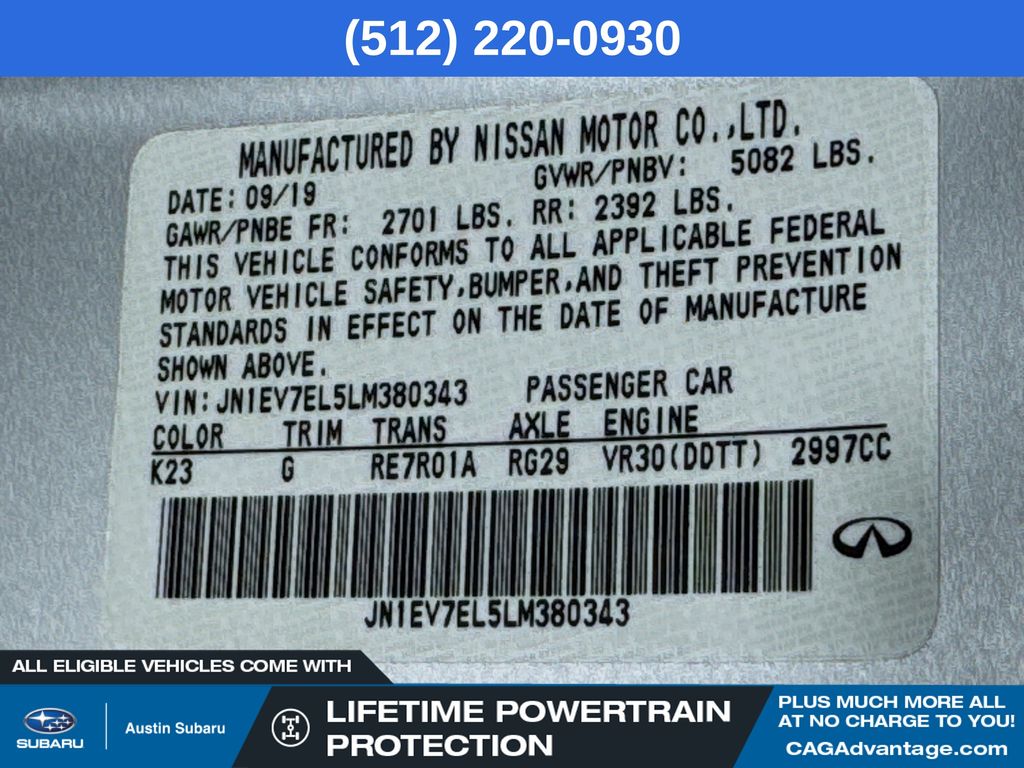 (512) 220-0930
MANUFACTURED BY NISSAN MOTOR CO.,LTD.
DATE: 09/19 GVWR/PNBV: 5082 LBS.
GAWR/PNBE FR: 2701 LBS. RR: 2392 LBS.
THIS VEHICLE CONFORMS TO ALL APPLICABLE FEDERAL
MOTOR VEHICLE SAFETY,BUMPER,AND THEFT PREVENTION
STANDARDS IN EFFECT ON THE DATE OF MANUFACTURE
SHOWN ABOVE.
VIN: JN1EV7EL5LM380343 PASSENGER CAR
COLOR TRIM TRANS AXLE ENGINE
K23 G RE7R01A RG29 VR30(DDTT) 2997CC
JN1EV7EL5LM380343
ALL ELIGIBLE VEHICLES COME WITH
SUBARU
Austin Subaru
LIFETIME POWERTRAIN
PROTECTION
PLUS MUCH MORE ALL
AT NO CHARGE TO YOU!
CAGAdvantage.com